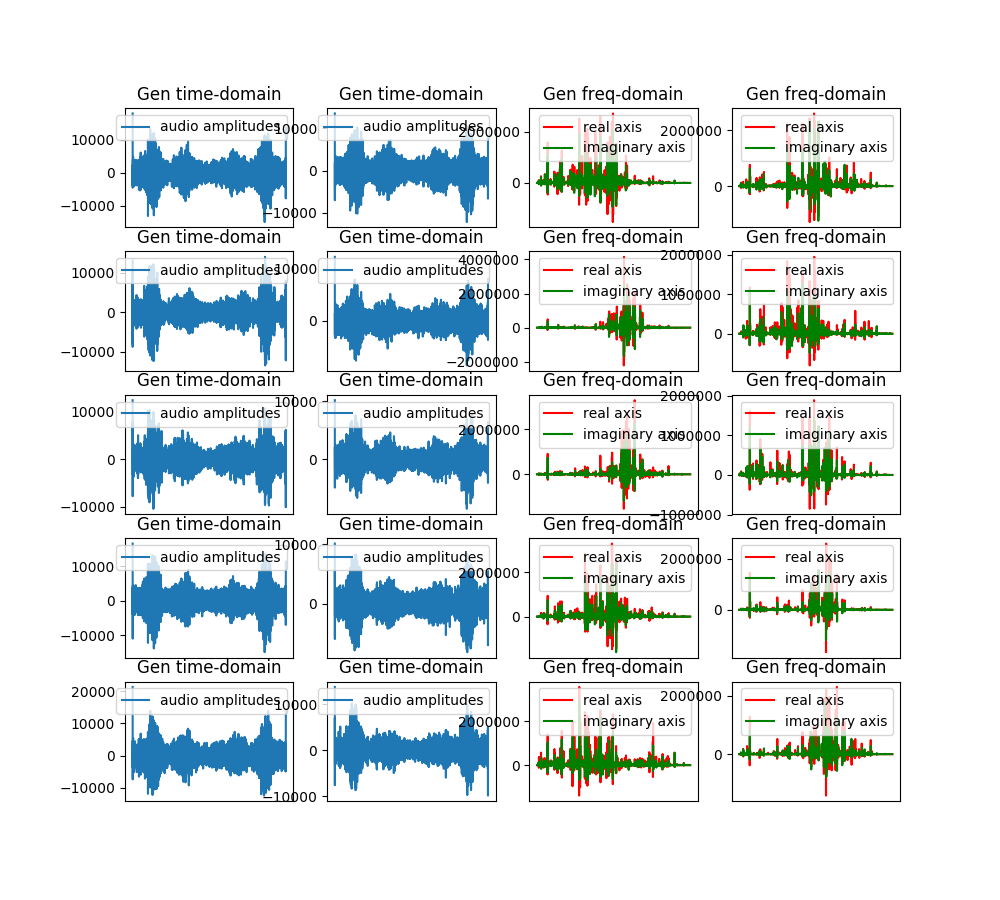 Gen time-domain Gen time-domain Gen freq-domain Gen freq-domain
10000 audio amplitudes 10000 audio amplitudes 2000000 real axis 2000000 real axis
imaginary axis imaginary axis
0 0 0 0
−10000 −10000
Gen time-domain Gen time-domain Gen freq-domain Gen freq-domain
10000 audio amplitudes 10000 audio amplitudes 4000000 real axis 2000000 real axis
2000000 imaginary axis 1000000 imaginary axis
0 0 0 0
−10000 −2000000
Gen time-domain Gen time-domain Gen freq-domain Gen freq-domain
10000 audio amplitudes 10000 audio amplitudes real axis 2000000 real axis
2000000 imaginary axis 1000000 imaginary axis
0 0 0 0
−10000 −1000000
Gen time-domain Gen time-domain Gen freq-domain Gen freq-domain
10000 audio amplitudes 10000 audio amplitudes real axis 2000000 real axis
2000000 imaginary axis imaginary axis
0 0 0 0
−10000
Gen time-domain Gen time-domain Gen freq-domain Gen freq-domain
20000 audio amplitudes 10000 audio amplitudes real axis 2000000 real axis
10000 2000000 imaginary axis imaginary axis
0 0 0 0
−10000 −10000